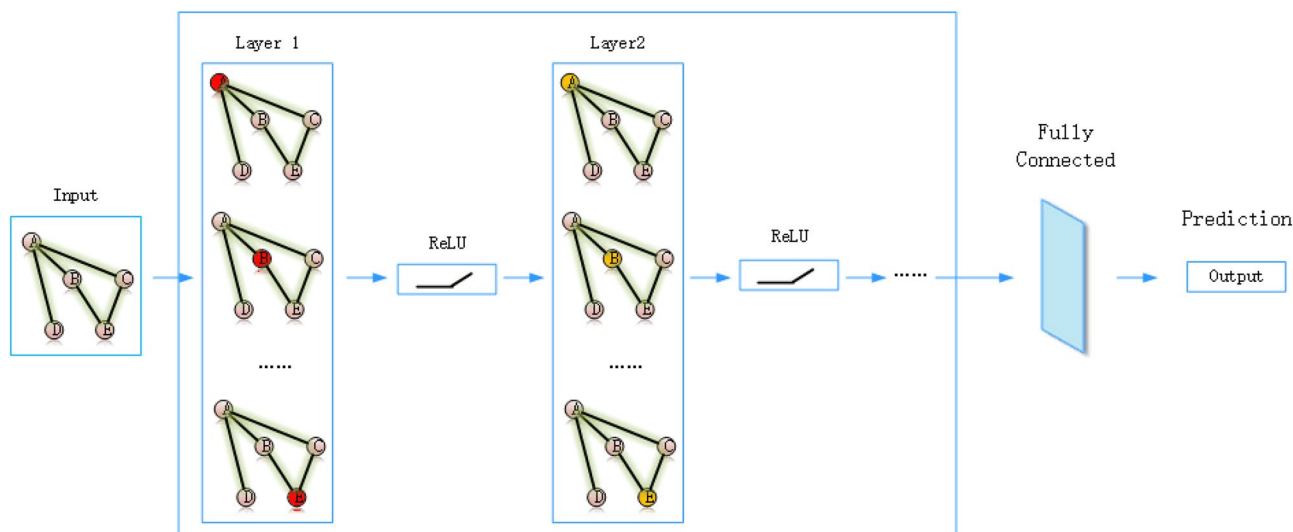 Input
A
B
C
D
E
Layer 1
A
B
C
D
E
A
B
C
D
E
……
A
B
C
D
E
ReLU
Layer2
A
B
C
D
E
A
B
C
D
E
……
A
B
C
D
E
ReLU
……
Fully
Connected
Prediction
Output